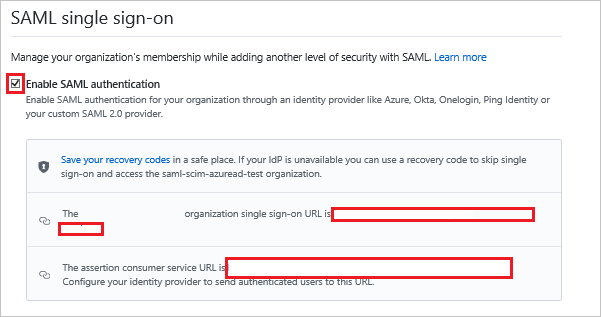 SAML single sign-on
Manage your organization's membership while adding another level of security with SAML. Learn more
Enable SAML authentication
Enable SAML authentication for your organization through an identity provider like Azure, Okta, Onelogin, Ping Identity or
your custom SAML 2.0 provider.
Save your recovery codes in a safe place. If your IdP is unavailable you can use a recovery code to skip single
sign-on and access the saml-scim-azuread-test organization.
The organization single sign-on URL is
The assertion consumer service URL is
Configure your identity provider to send authenticated users to this URL.